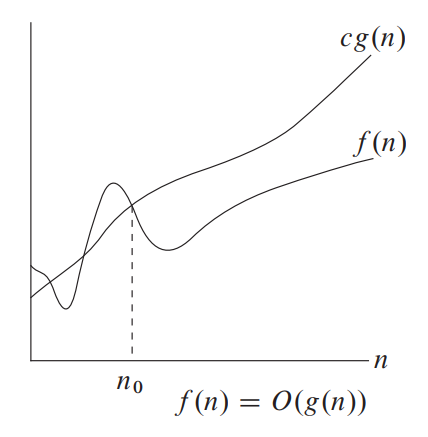 cg(n)
f(n)
n
n₀
f(n) = O(g(n))